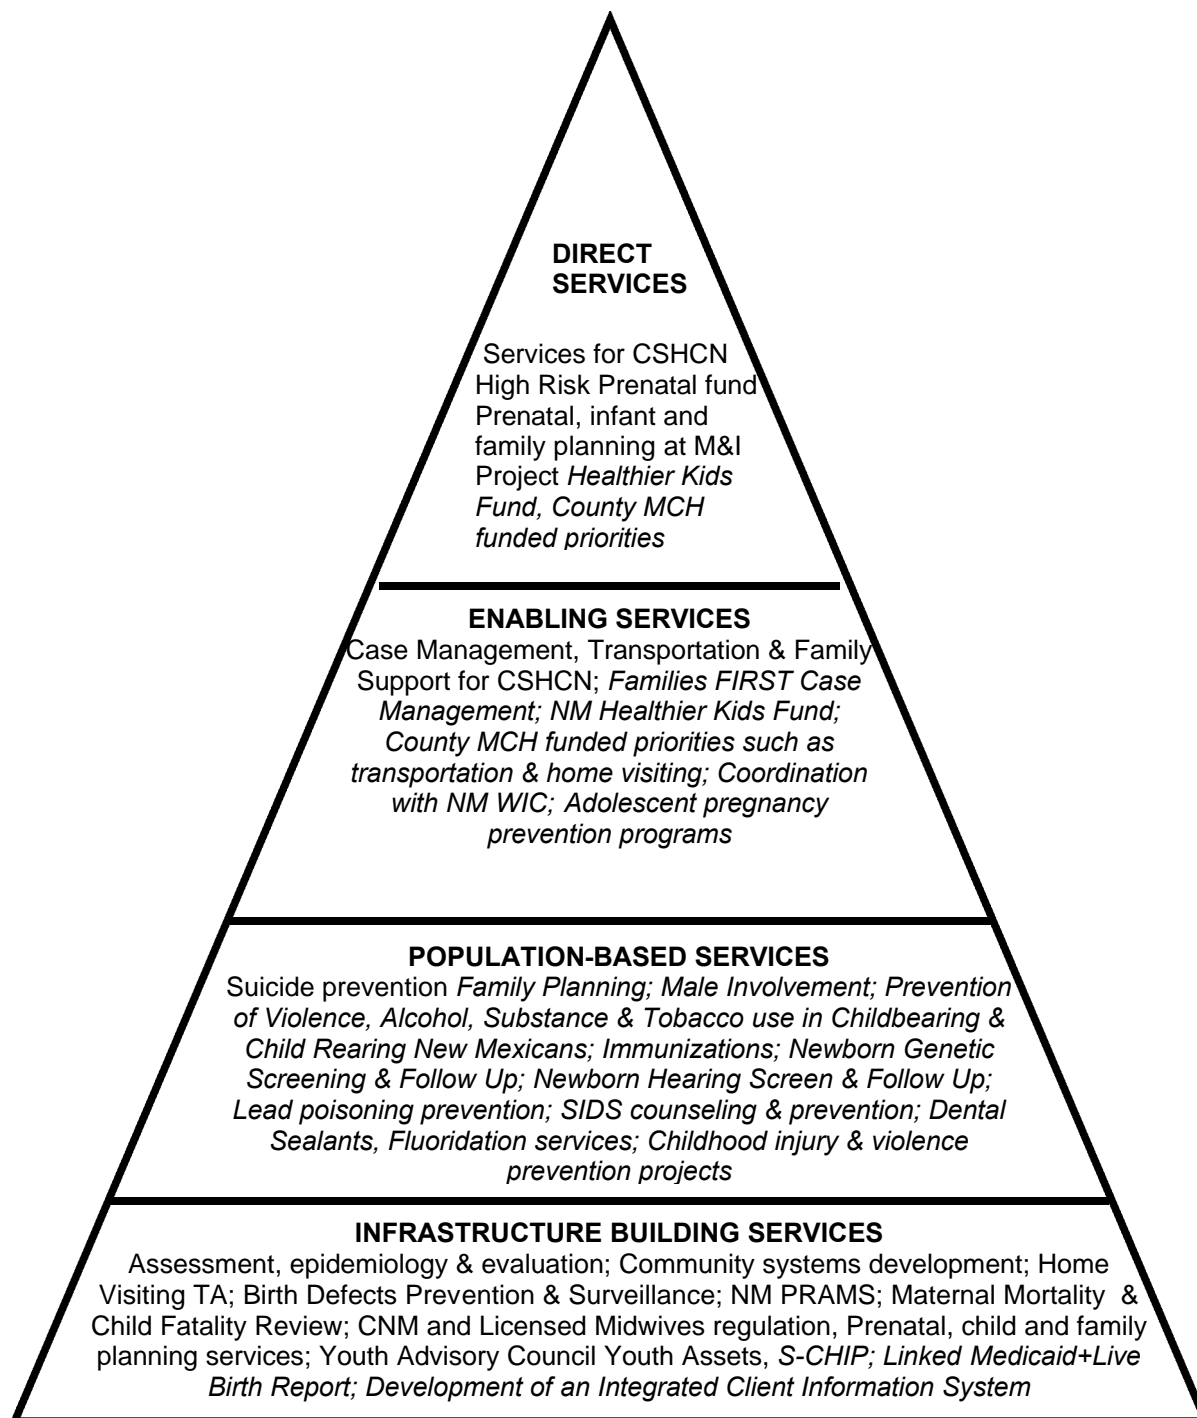 DIRECT
SERVICES
Services for CSHCN
High Risk Prenatal fund
Prenatal, infant and
family planning at M&I
Project Healthier Kids
Fund, County MCH
funded priorities
ENABLING SERVICES
Case Management, Transportation & Family
Support for CSHCN; Families FIRST Case
Management; NM Healthier Kids Fund;
County MCH funded priorities such as
transportation & home visiting; Coordination
with NM WIC; Adolescent pregnancy
prevention programs
POPULATION-BASED SERVICES
Suicide prevention Family Planning; Male Involvement; Prevention
of Violence, Alcohol, Substance & Tobacco use in Childbearing &
Child Rearing New Mexicans; Immunizations; Newborn Genetic
Screening & Follow Up; Newborn Hearing Screen & Follow Up;
Lead poisoning prevention; SIDS counseling & prevention; Dental
Sealants, Fluoridation services; Childhood injury & violence
prevention projects
INFRASTRUCTURE BUILDING SERVICES
Assessment, epidemiology & evaluation; Community systems development; Home
Visiting TA; Birth Defects Prevention & Surveillance; NM PRAMS; Maternal Mortality &
Child Fatality Review; CNM and Licensed Midwives regulation, Prenatal, child and family
planning services; Youth Advisory Council Youth Assets, S-CHIP; Linked Medicaid+Live
Birth Report; Development of an Integrated Client Information System